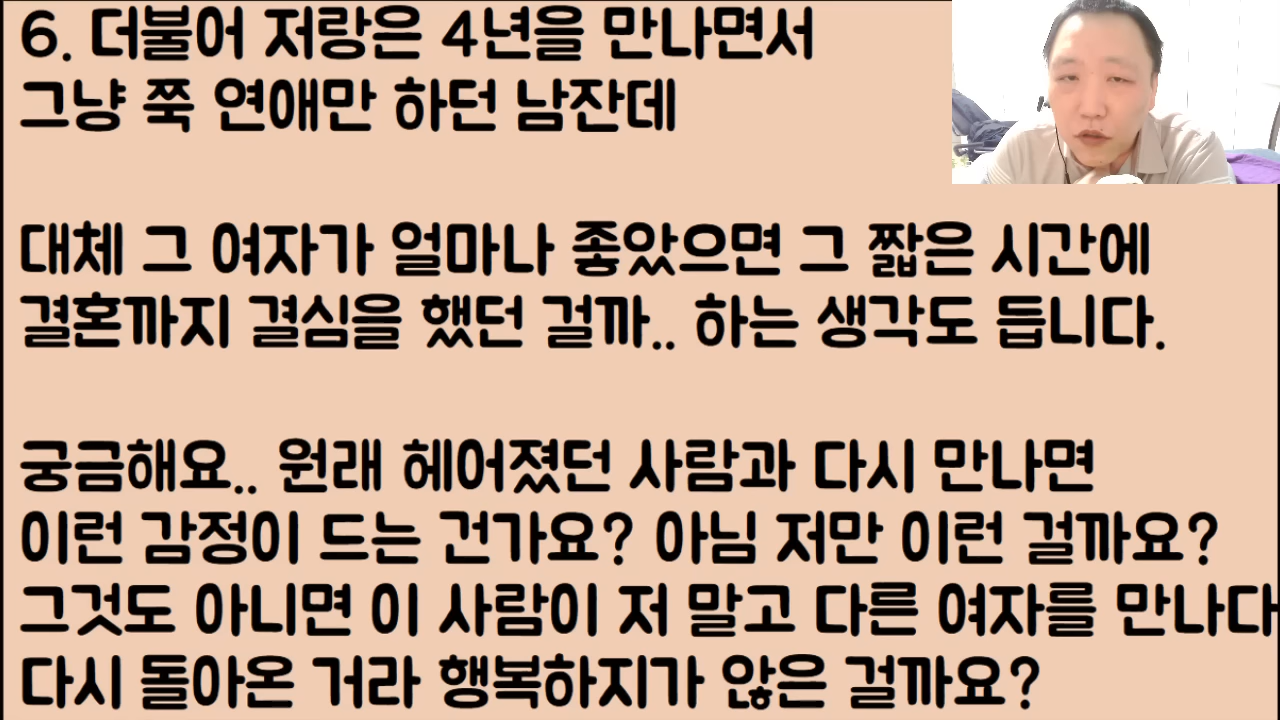 6. 더불어 저랑은 4년을 만나면서
그냥 쭉 연애만 하던 남잔데
대체 그 여자가 얼마나 좋았으면 그 짧은 시간에
결혼까지 결심을 했던 걸까.. 하는 생각도 듭니다.
궁금해요.. 원래 헤어졌던 사람과 다시 만나면
이런 감정이 드는 건가요? 아님 저만 이런 걸까요?
그것도 아니면 이 사람이 저 말고 다른 여자를 만나다
다시 돌아온 거라 행복하지가 않은 걸까요?